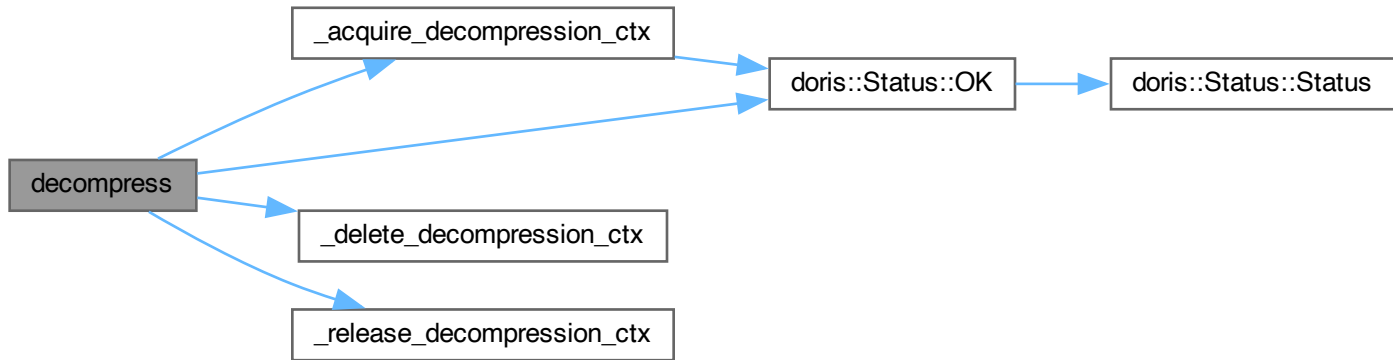 _acquire_decompression_ctx
doris::Status::OK
doris::Status::Status
decompress
_delete_decompression_ctx
_release_decompression_ctx